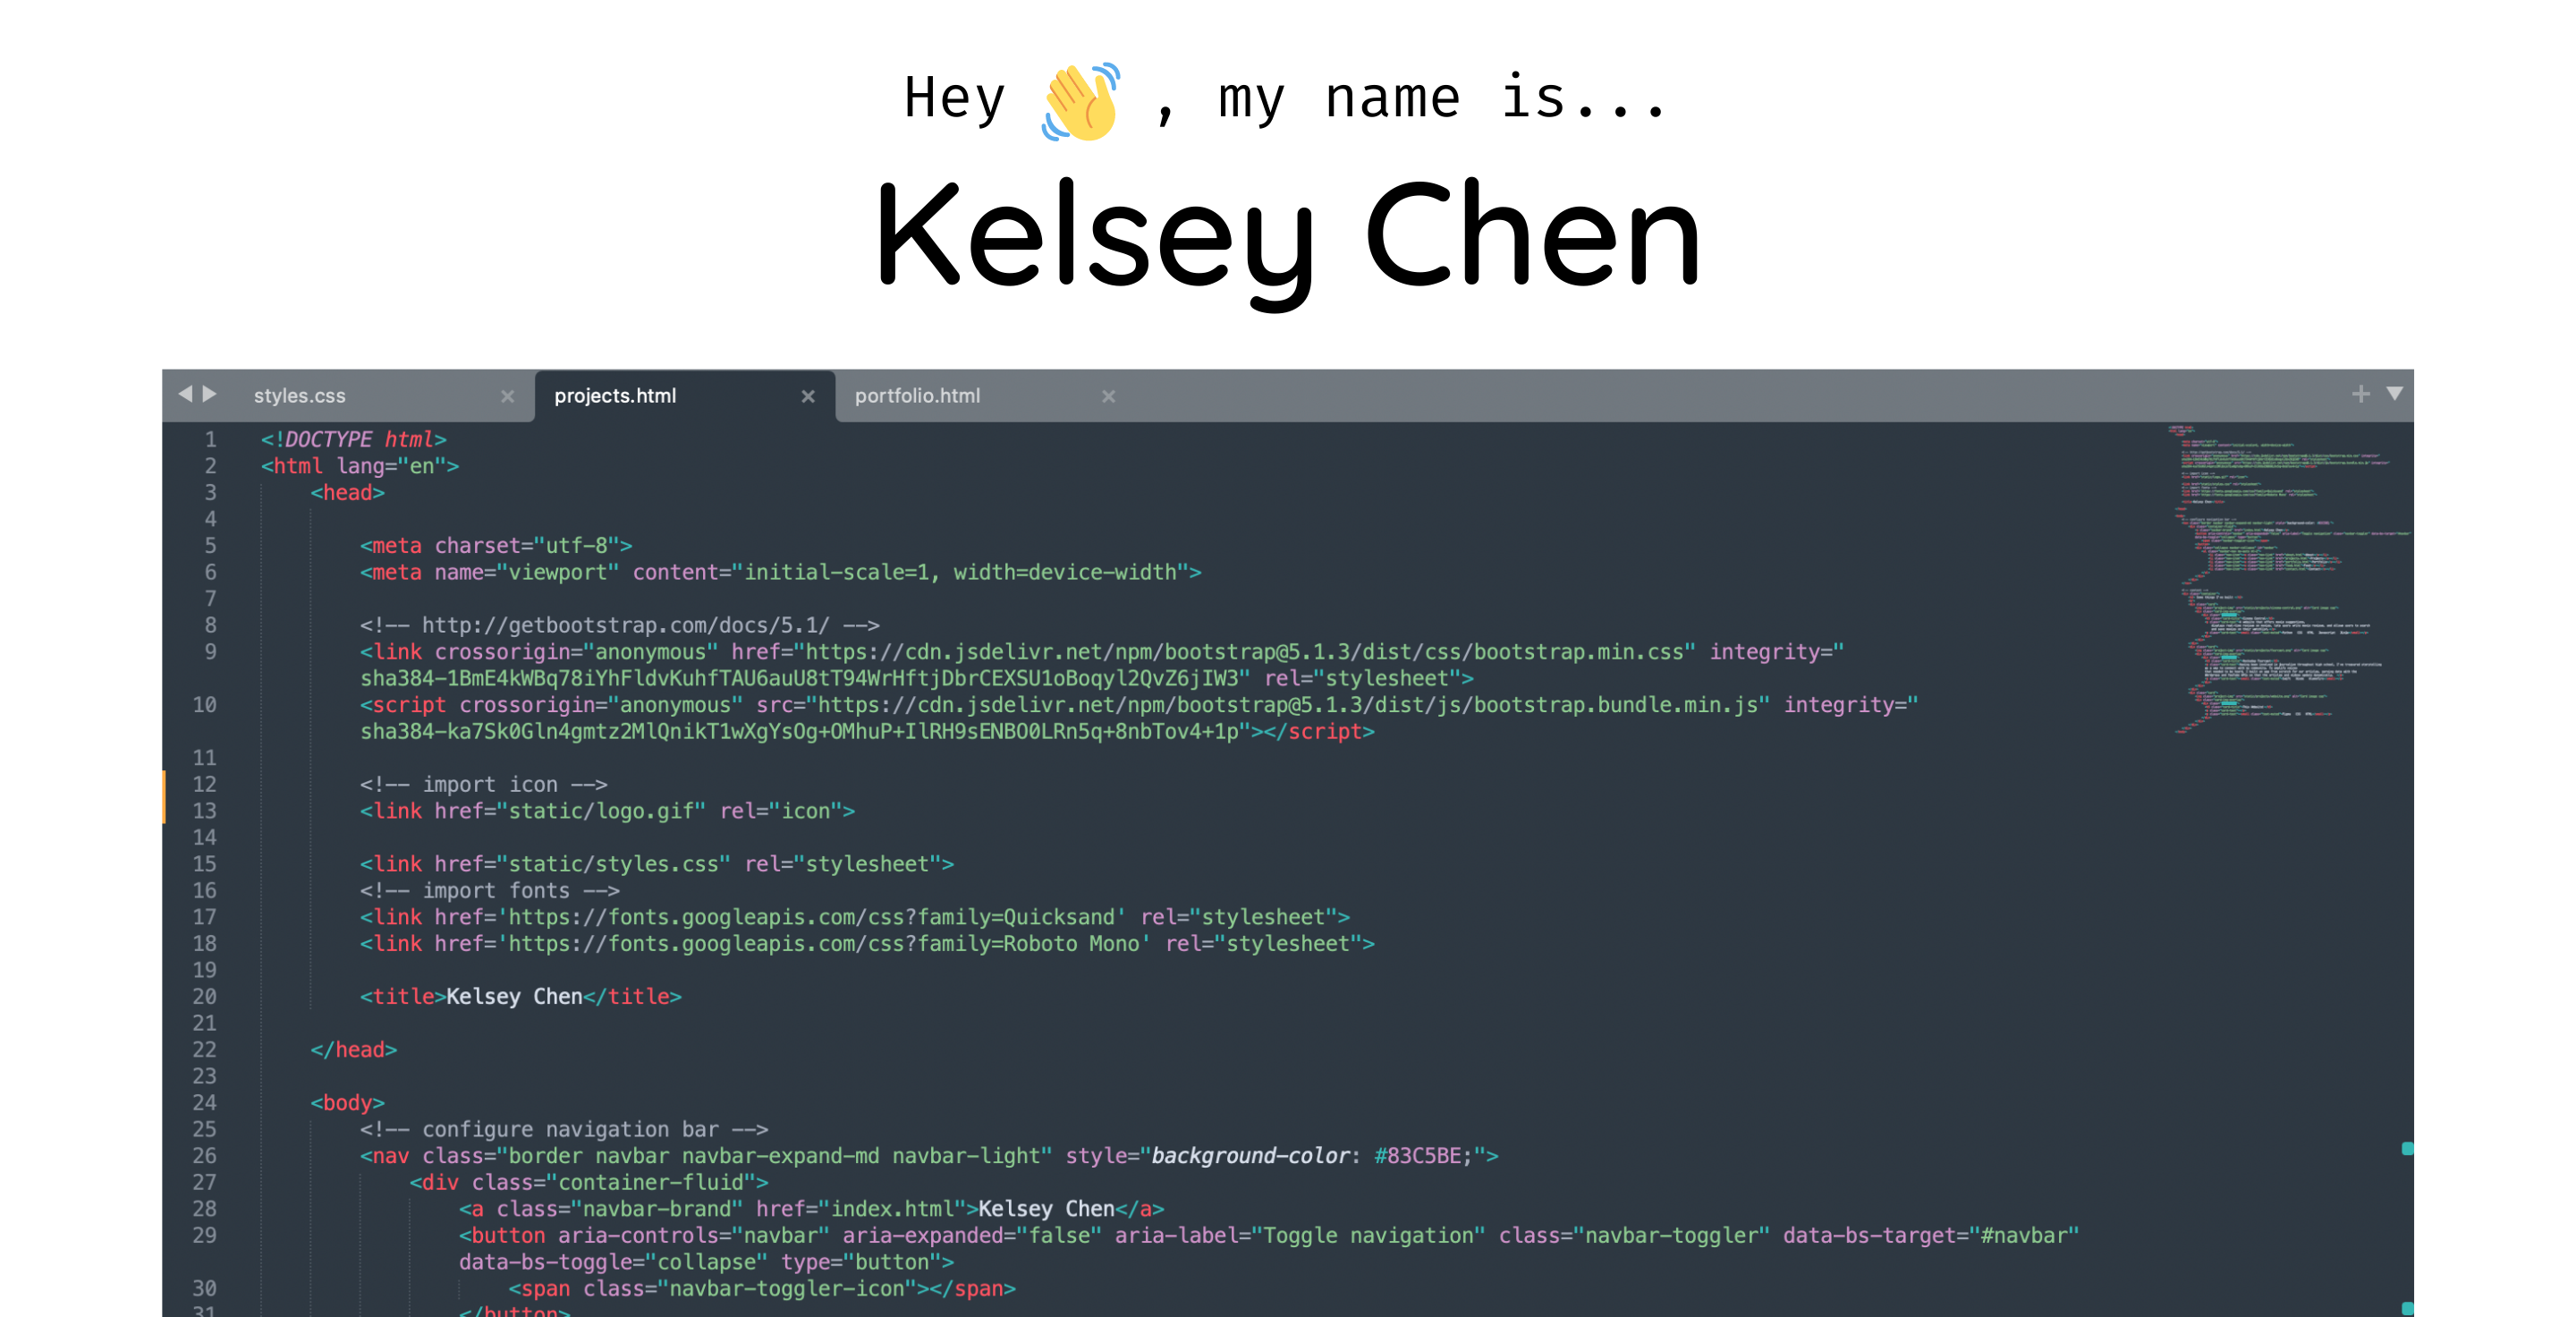 Hey 👋 , my name is...
Kelsey Chen
styles.css × projects.html × portfolio.html ×
1 <!DOCTYPE html>
2 <html lang="en">
3 <head>
4
5 <meta charset="utf-8">
6 <meta name="viewport" content="initial-scale=1, width=device-width">
7
8 <!-- http://getbootstrap.com/docs/5.1/ -->
9 <link crossorigin="anonymous" href="https://cdn.jsdelivr.net/npm/bootstrap@5.1.3/dist/css/bootstrap.min.css" integrity="
sha384-1BmE4kWBq78iYhFldvKuhfTAU6auU8tT94WrHftjDbrCEXSU1oBoqyl2QvZ6jIW3" rel="stylesheet">
10 <script crossorigin="anonymous" src="https://cdn.jsdelivr.net/npm/bootstrap@5.1.3/dist/js/bootstrap.bundle.min.js" integrity="
sha384-ka7Sk0Gln4gmtz2MlQnikT1wXgYsOg+OMhuP+IlRH9sENBO0LRn5q+8nbTov4+1p"></script>
11
12 <!-- import icon -->
13 <link href="static/logo.gif" rel="icon">
14
15 <link href="static/styles.css" rel="stylesheet">
16 <!-- import fonts -->
17 <link href='https://fonts.googleapis.com/css?family=Quicksand' rel="stylesheet">
18 <link href='https://fonts.googleapis.com/css?family=Roboto Mono' rel="stylesheet">
19
20 <title>Kelsey Chen</title>
21
22 </head>
23
24 <body>
25 <!-- configure navigation bar -->
26 <nav class="border navbar navbar-expand-md navbar-light" style="background-color: #83C5BE;">
27 <div class="container-fluid">
28 <a class="navbar-brand" href="index.html">Kelsey Chen</a>
29 <button aria-controls="navbar" aria-expanded="false" aria-label="Toggle navigation" class="navbar-toggler" data-bs-target="#navbar"
data-bs-toggle="collapse" type="button">
30 <span class="navbar-toggler-icon"></span>
31 </button>